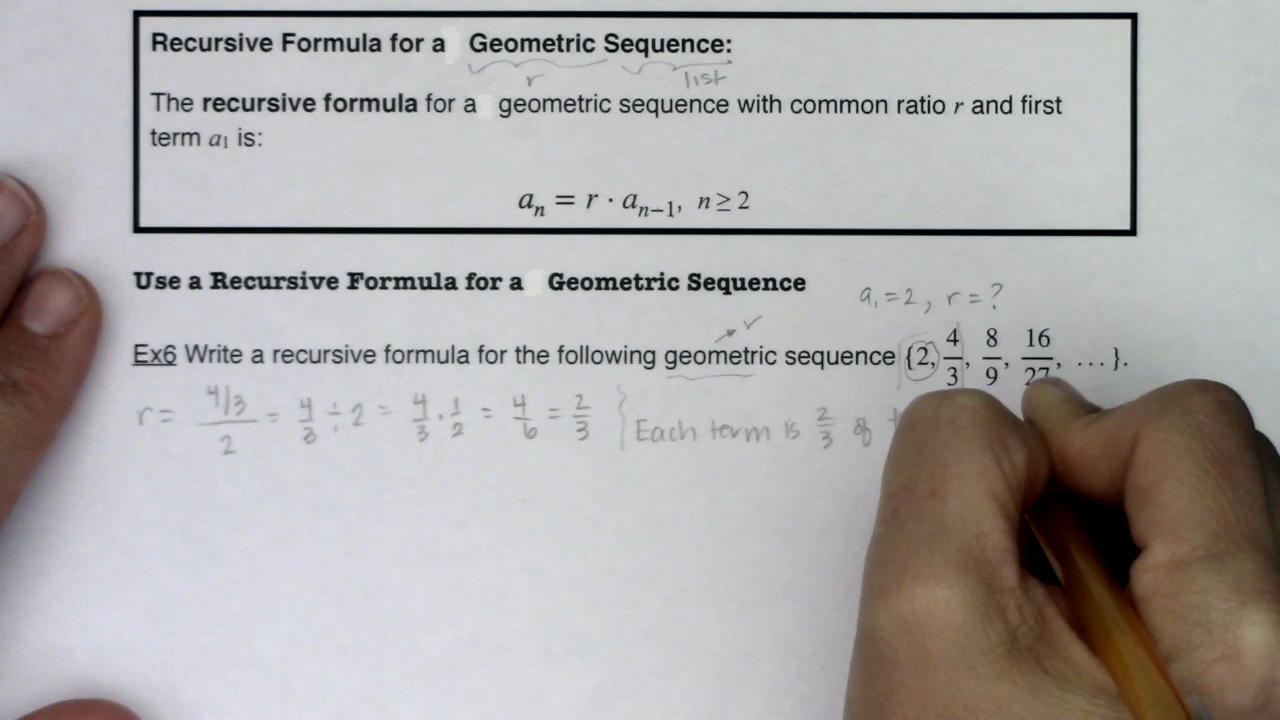 Recursive Formula for a Geometric Sequence:
r list
The recursive formula for a geometric sequence with common ratio r and first
term a₁ is:
aₙ = r · aₙ₋₁, n ≥ 2
Use a Recursive Formula for a Geometric Sequence
a₁ = 2, r = ?
r
Ex6 Write a recursive formula for the following geometric sequence {2, 4/3, 8/9, 16/27, ...}.
r = (4/3)/2 = 4/3 ÷ 2 = 4/3 · 1/2 = 4/6 = 2/3 } Each term is 2/3 of